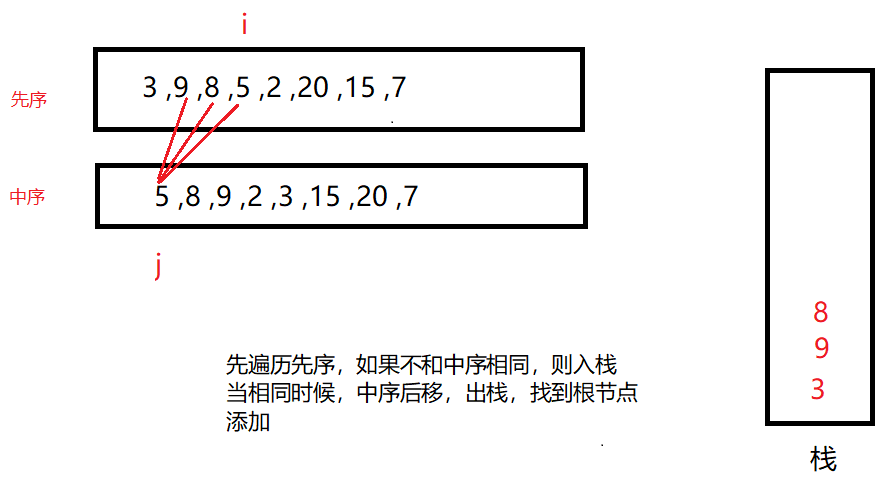 i
先序
3 ,9 ,8 ,5 ,2 ,20 ,15 ,7
中序
5 ,8 ,9 ,2 ,3 ,15 ,20 ,7
j
先遍历先序，如果不和中序相同，则入栈
当相同时候，中序后移，出栈，找到根节点
添加
8
9
3
栈